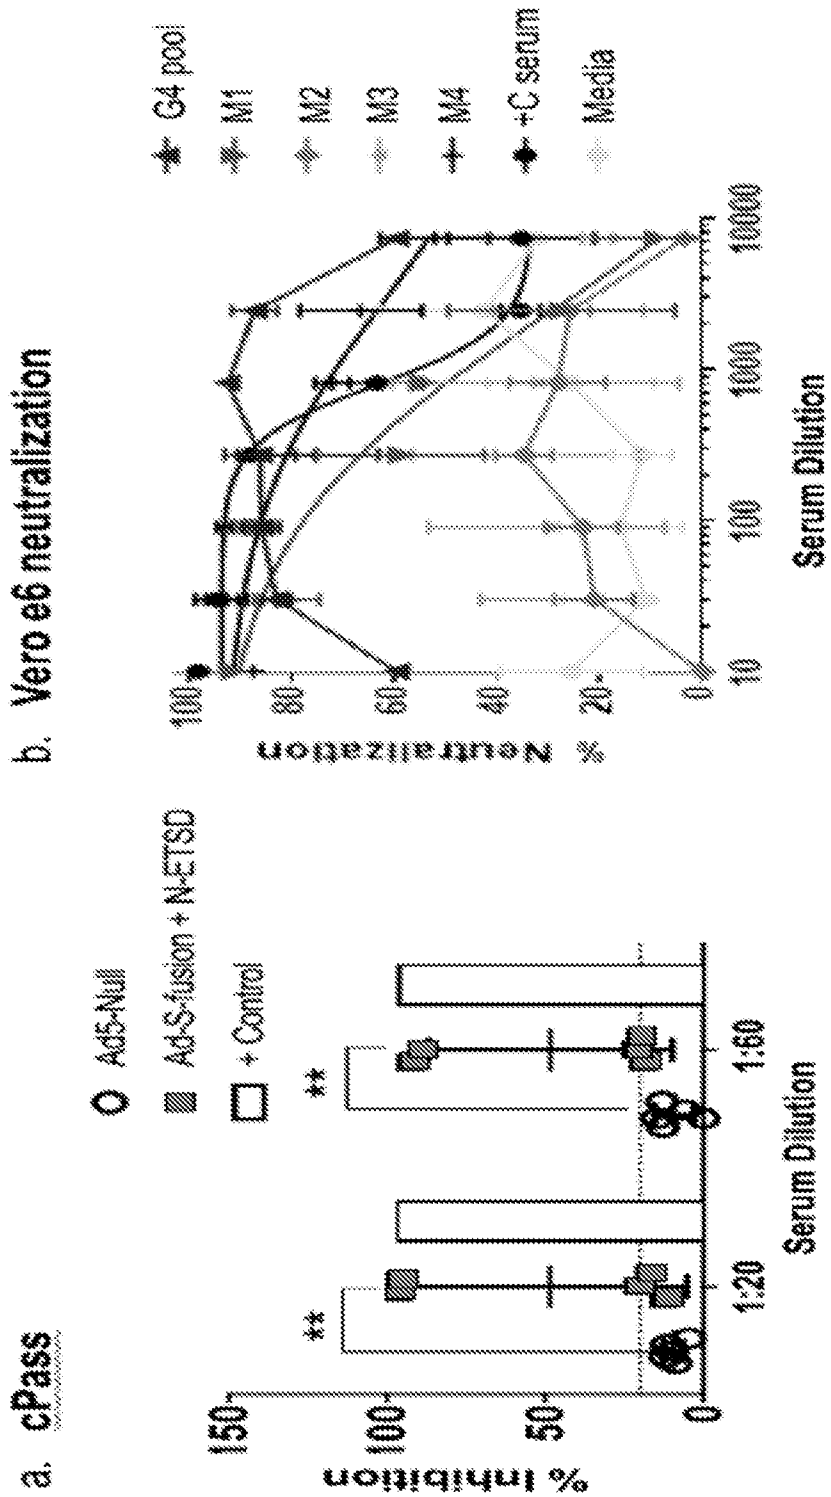 a. cPass
Ad5-Null
Ad-S-fusion + N-ETSD
+ Control
% Inhibition
150
100
50
0
**
**
1:20
1:60
Serum Dilution
b. Vero e6 neutralization
% Neutralization
100
80
60
40
20
0
10
100
1000
10000
Serum Dilution
G4 pool
M1
M2
M3
M4
+C serum
Media